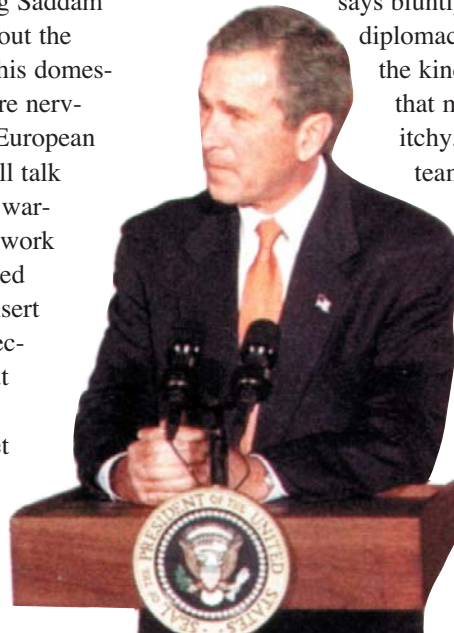 g Saddam
out the
his domes-
re nerv-
European
ll talk
war-
work
ed
sert
ec-
et
says bluntly
diplomac
the kind
that m
itchy,
team
SEAL OF THE PRESIDENT OF THE UNITED STATES